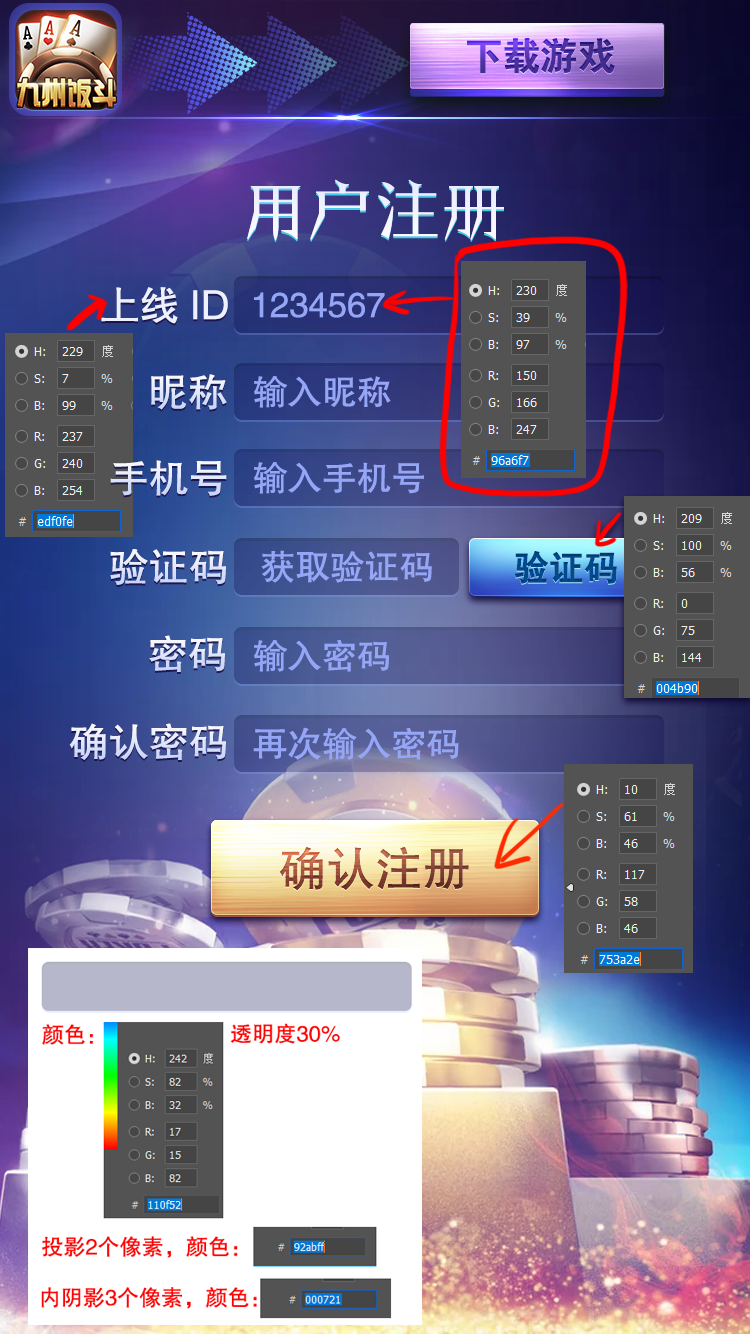 A A A
九州饭斗
下载游戏
用户注册
上线 ID 1234567
昵称 输入昵称
手机号 输入手机号
验证码 获取验证码 验证码
密码 输入密码
确认密码 再次输入密码
确认注册
H: 230 度
S: 39 %
B: 97 %
R: 150
G: 166
B: 247
# 96a6f7
H: 229 度
S: 7 %
B: 99 %
R: 237
G: 240
B: 254
# edf0fe
H: 209 度
S: 100 %
B: 56 %
R: 0
G: 75
B: 144
# 004b90
H: 10 度
S: 61 %
B: 46 %
R: 117
G: 58
B: 46
# 753a2e
颜色: 透明度30%
H: 242 度
S: 82 %
B: 32 %
R: 17
G: 15
B: 82
# 110f52
投影2个像素，颜色: # 92abff
内阴影3个像素，颜色: # 000721